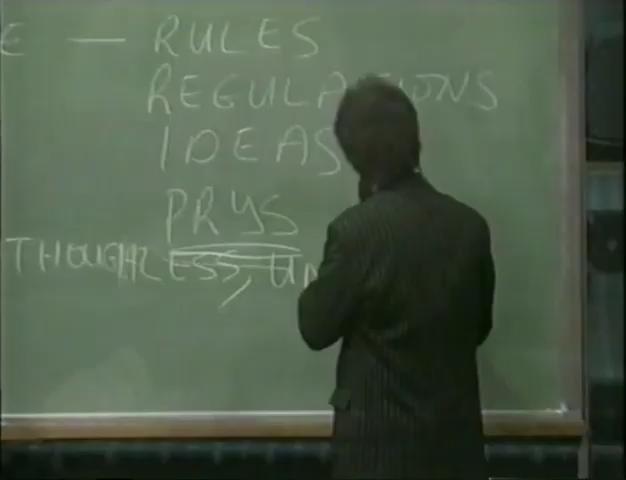 E — RULES
REGULATIONS
IDEAS
PRYS
THOUGHTLESS, UN